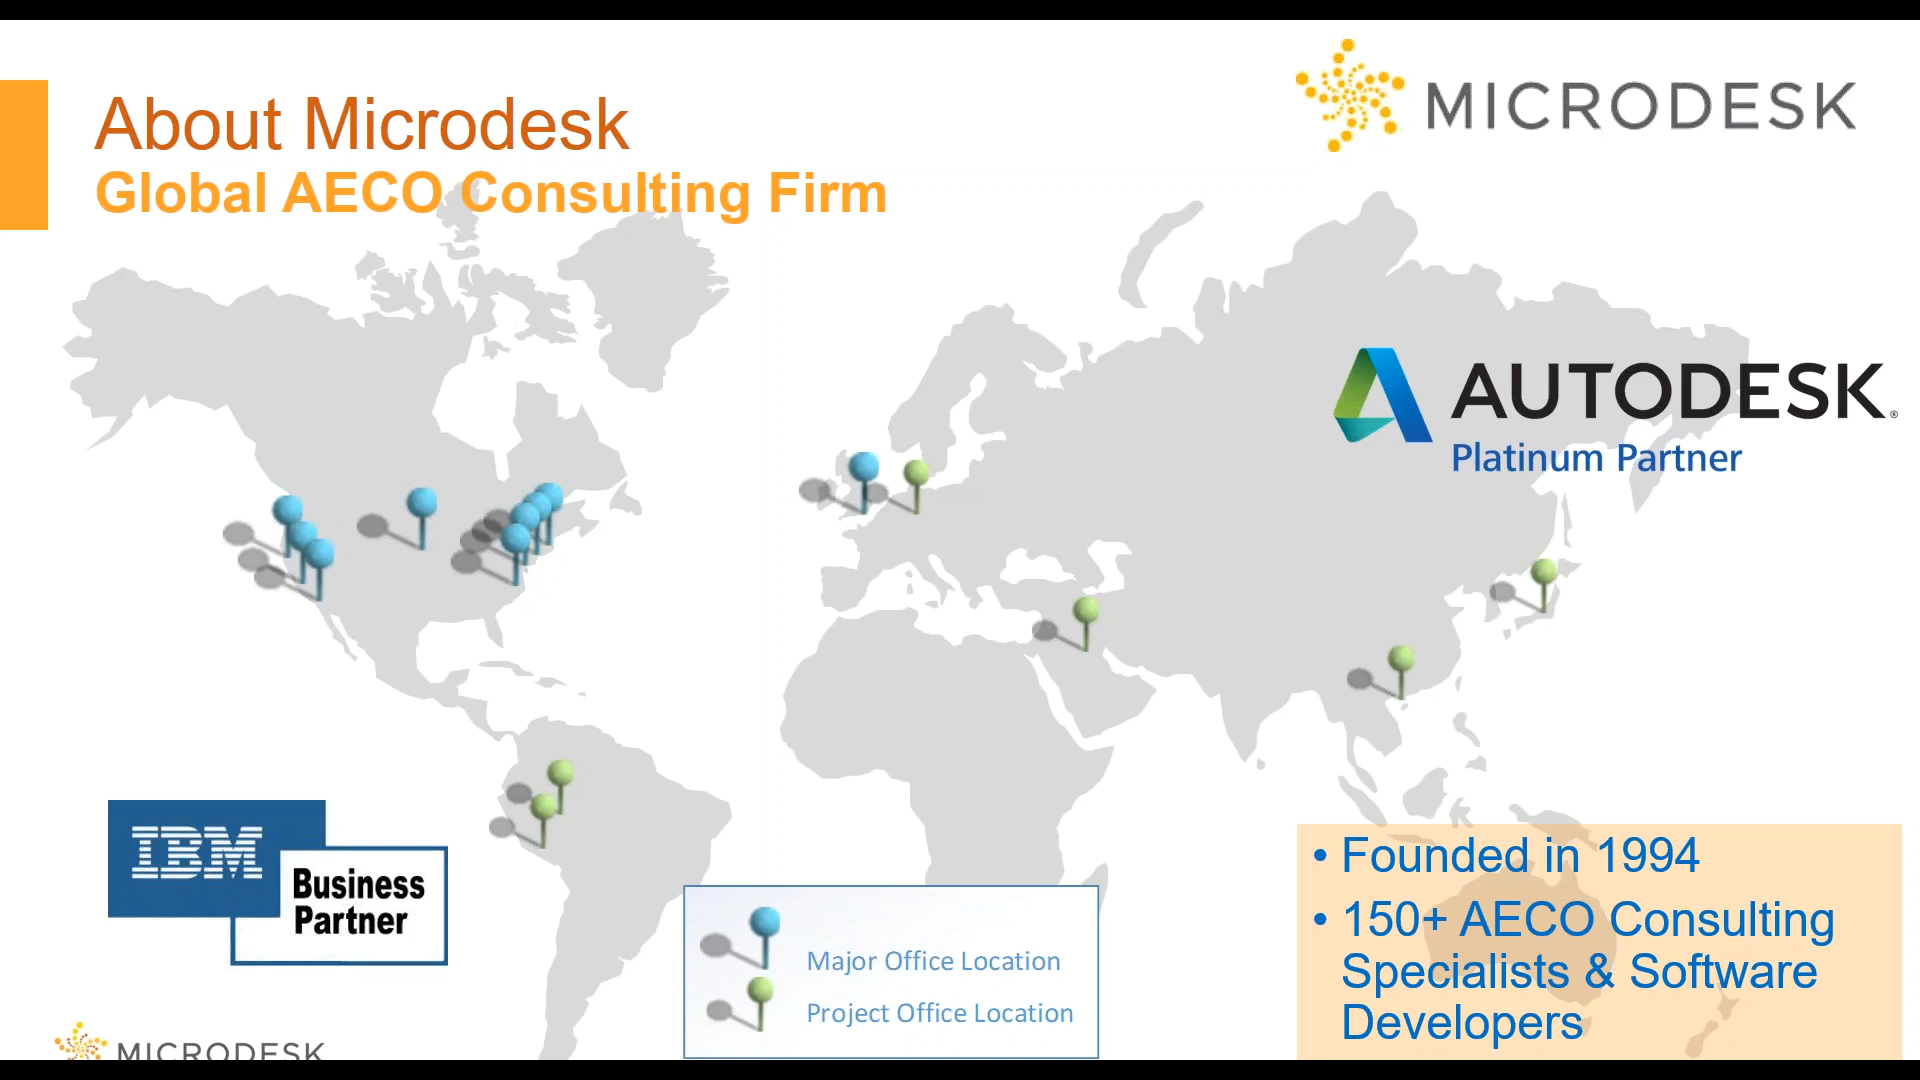 About Microdesk
Global AECO Consulting Firm
MICRODESK
AUTODESK®
Platinum Partner
IBM
Business
Partner
Major Office Location
Project Office Location
• Founded in 1994
• 150+ AECO Consulting
Specialists & Software
Developers
MICRODESK